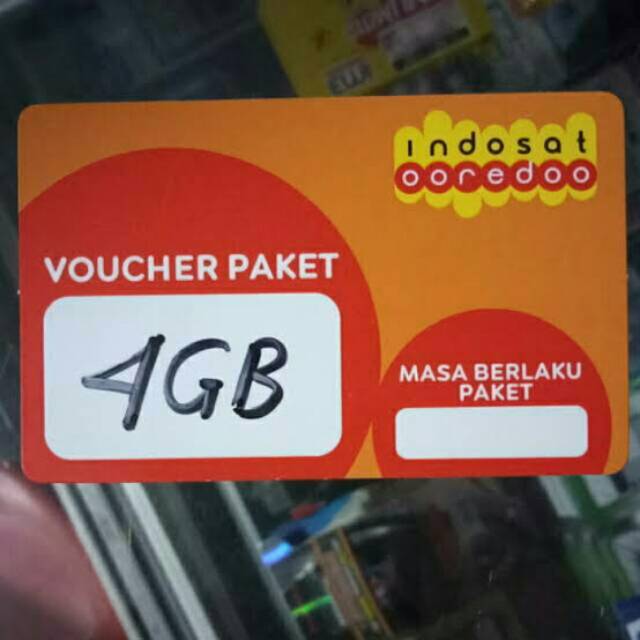 indosat
ooredoo
VOUCHER PAKET
4GB
MASA BERLAKU
PAKET